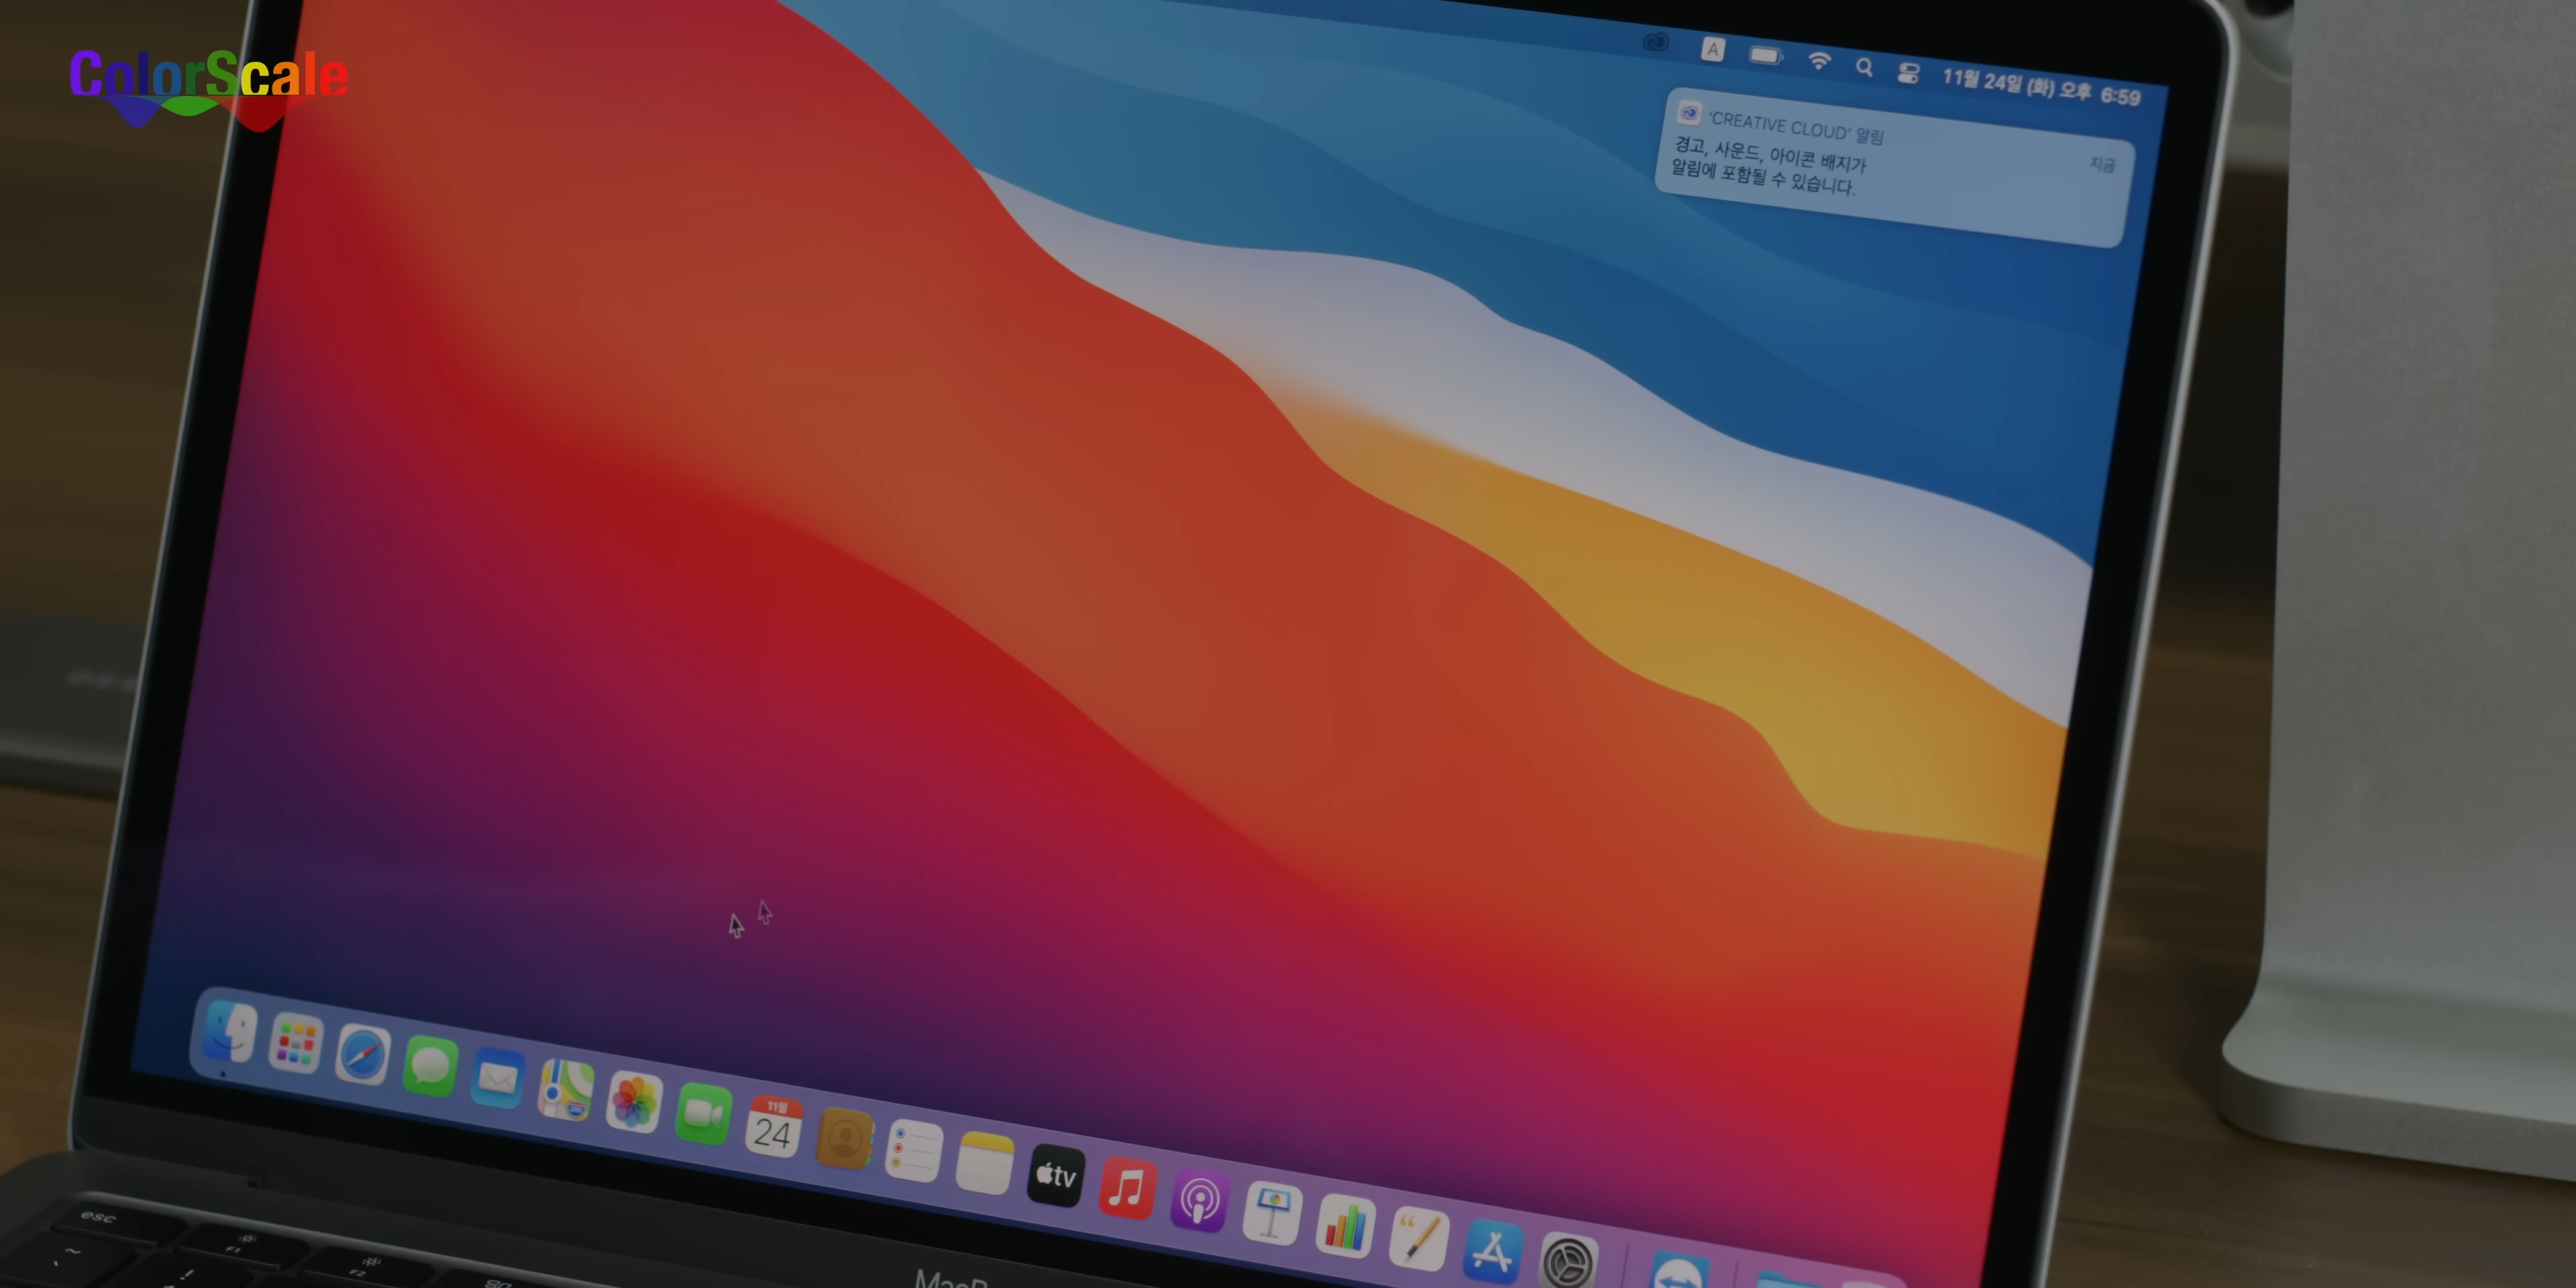 ColorScale
A
11월 24일 (화) 오후 6:59
'CREATIVE CLOUD' 알림
지금
경고, 사운드, 아이콘 배지가
알림에 포함될 수 있습니다.
11월
24
tv
esc
F1
F2
~
!